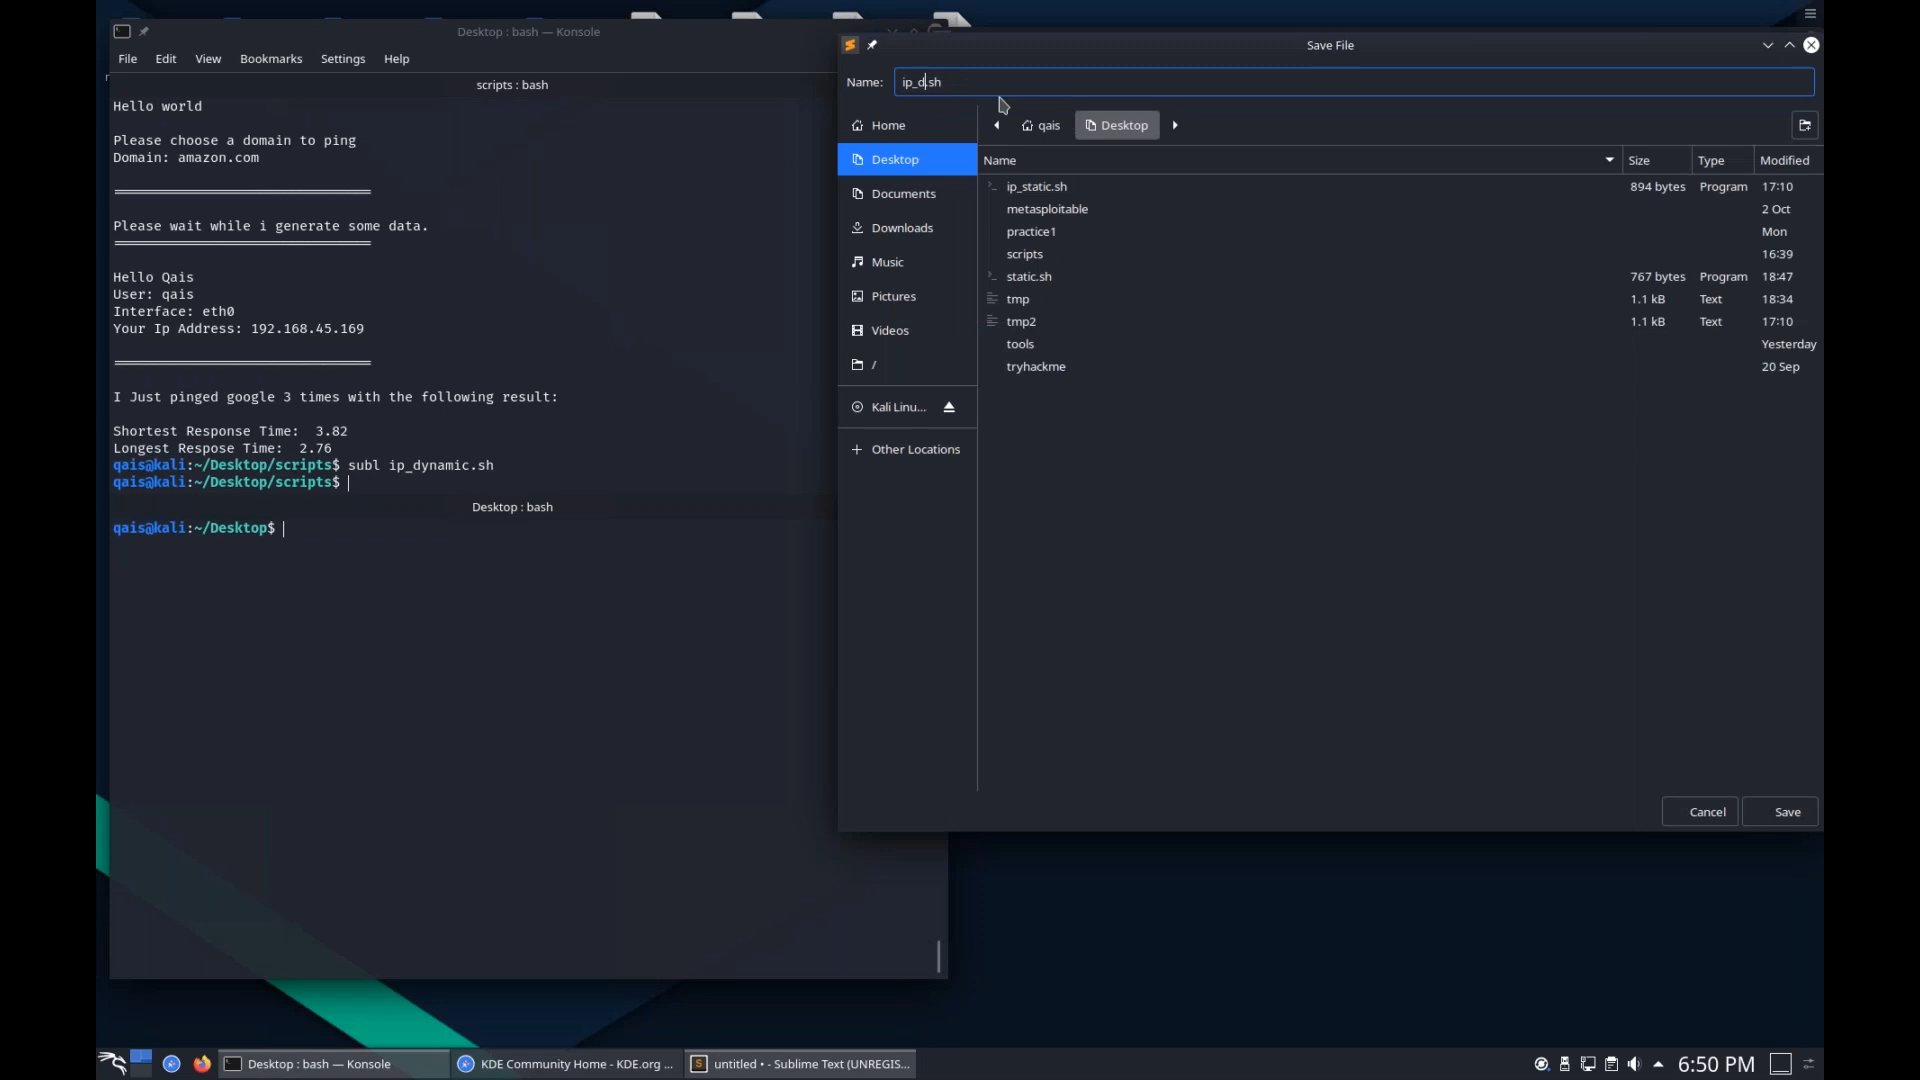 Desktop : bash — Konsole
File Edit View Bookmarks Settings Help
scripts : bash
Hello world
Please choose a domain to ping
Domain: amazon.com
Please wait while i generate some data.
Hello Qais
User: qais
Interface: eth0
Your Ip Address: 192.168.45.169
I Just pinged google 3 times with the following result:
Shortest Response Time:  3.82
Longest Respose Time:  2.76
qais@kali:~/Desktop/scripts$ subl ip_dynamic.sh
qais@kali:~/Desktop/scripts$
Desktop : bash
qais@kali:~/Desktop$
Save File
Name: ip_d.sh
Home
Desktop
Documents
Downloads
Music
Pictures
Videos
/
Kali Linu...
Other Locations
qais Desktop
Name Size Type Modified
ip_static.sh 894 bytes Program 17:10
metasploitable 2 Oct
practice1 Mon
scripts 16:39
static.sh 767 bytes Program 18:47
tmp 1.1 kB Text 18:34
tmp2 1.1 kB Text 17:10
tools Yesterday
tryhackme 20 Sep
Cancel Save
Desktop : bash — Konsole KDE Community Home - KDE.org ... untitled • - Sublime Text (UNREGIS... 6:50 PM